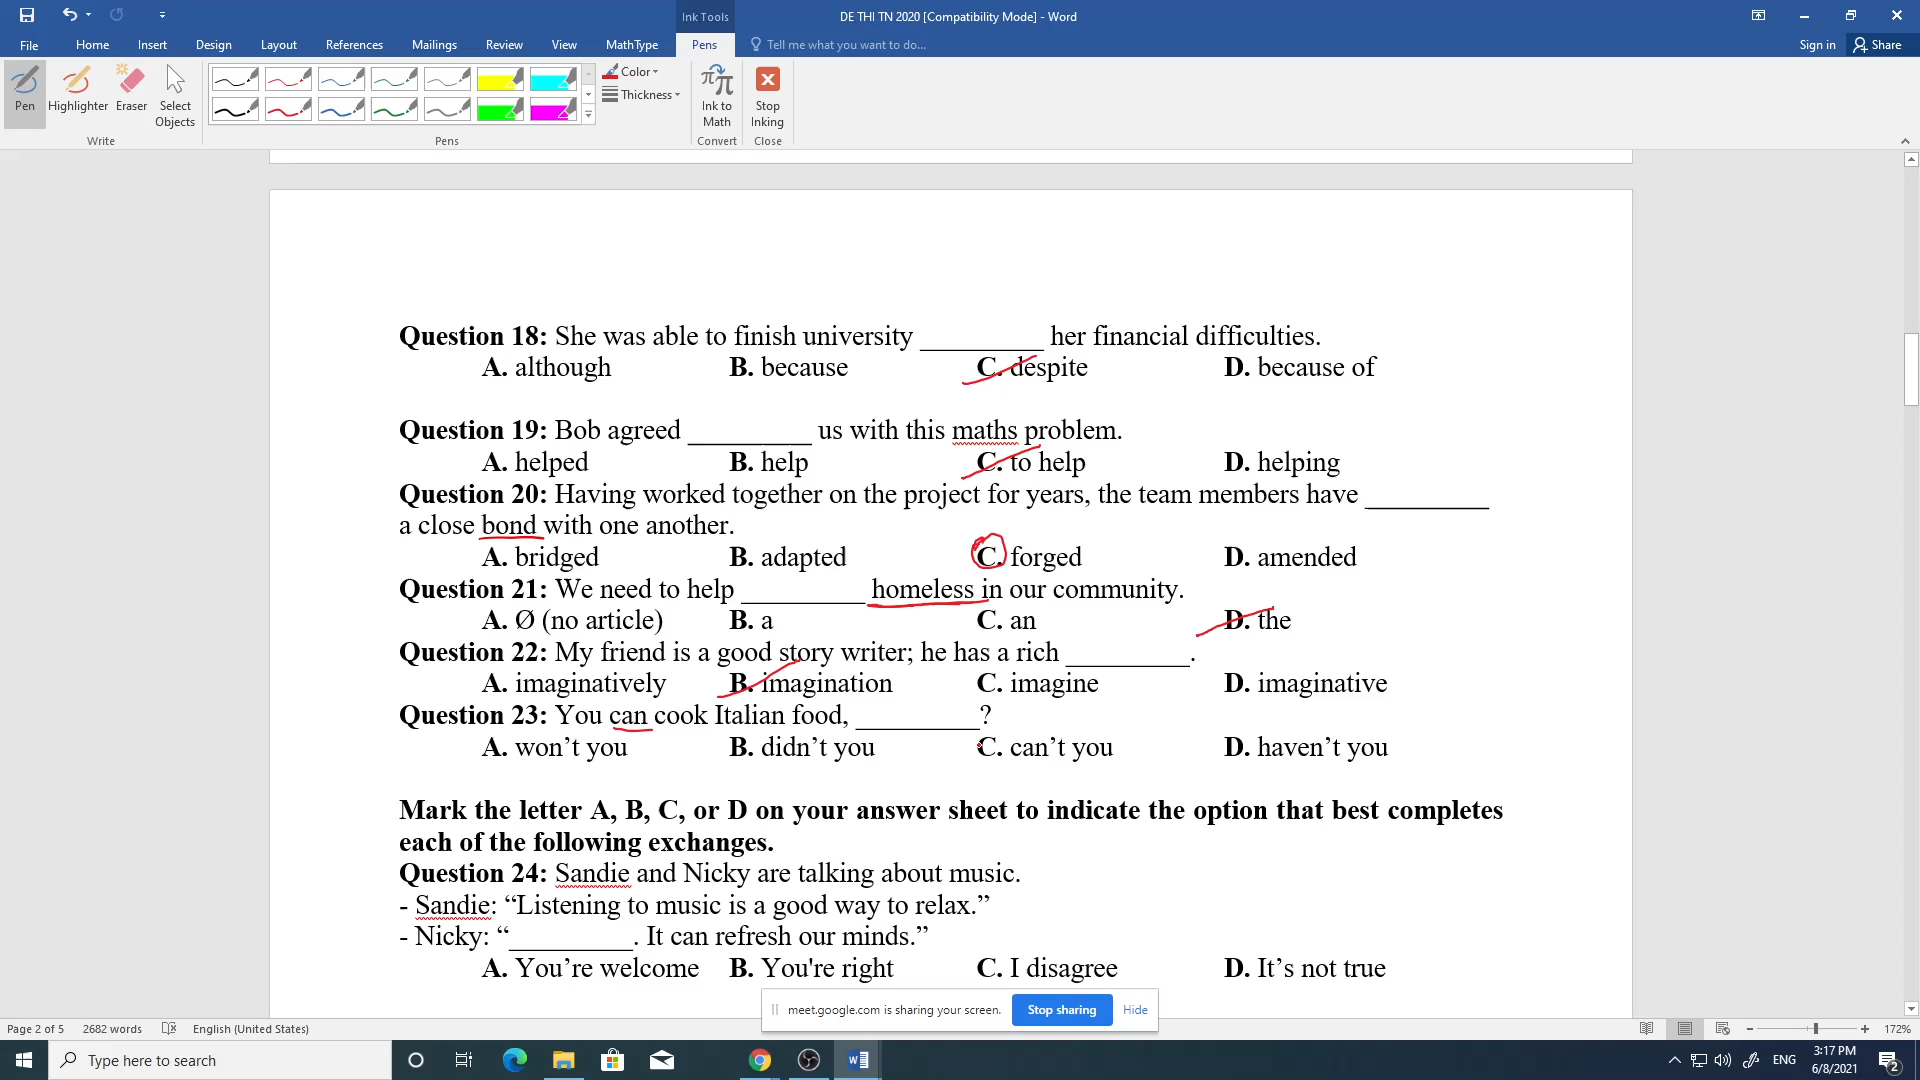 Ink Tools
DE THI TN 2020 [Compatibility Mode] - Word
File Home Insert Design Layout References Mailings Review View MathType Pens Tell me what you want to do... Sign in Share
Pen Highlighter Eraser Select Objects
Color
Thickness
Ink to Math
Stop Inking
Write Pens Convert Close
Question 18: She was able to finish university _________ her financial difficulties.
A. although B. because C. despite D. because of
Question 19: Bob agreed _________ us with this maths problem.
A. helped B. help C. to help D. helping
Question 20: Having worked together on the project for years, the team members have _________
a close bond with one another.
A. bridged B. adapted C. forged D. amended
Question 21: We need to help _________ homeless in our community.
A. Ø (no article) B. a C. an D. the
Question 22: My friend is a good story writer; he has a rich _________.
A. imaginatively B. imagination C. imagine D. imaginative
Question 23: You can cook Italian food, _________?
A. won’t you B. didn’t you C. can’t you D. haven’t you
Mark the letter A, B, C, or D on your answer sheet to indicate the option that best completes
each of the following exchanges.
Question 24: Sandie and Nicky are talking about music.
- Sandie: “Listening to music is a good way to relax.”
- Nicky: “_________. It can refresh our minds.”
A. You’re welcome B. You're right C. I disagree D. It’s not true
meet.google.com is sharing your screen. Stop sharing Hide
Page 2 of 5 2682 words English (United States) 172%
Type here to search
ENG
3:17 PM
6/8/2021
2